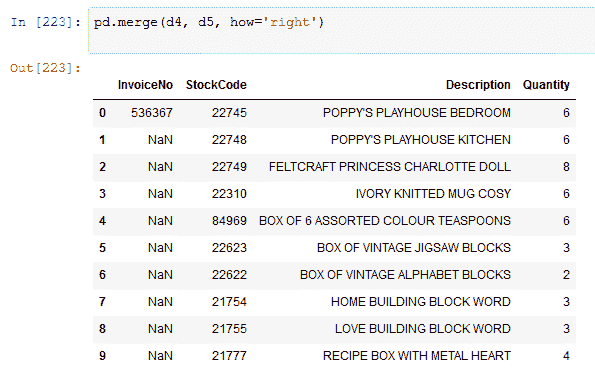 In [223]: pd.merge(d4, d5, how='right')
Out[223]:
InvoiceNo StockCode Description Quantity
0 536367 22745 POPPY'S PLAYHOUSE BEDROOM 6
1 NaN 22748 POPPY'S PLAYHOUSE KITCHEN 6
2 NaN 22749 FELTCRAFT PRINCESS CHARLOTTE DOLL 8
3 NaN 22310 IVORY KNITTED MUG COSY 6
4 NaN 84969 BOX OF 6 ASSORTED COLOUR TEASPOONS 6
5 NaN 22623 BOX OF VINTAGE JIGSAW BLOCKS 3
6 NaN 22622 BOX OF VINTAGE ALPHABET BLOCKS 2
7 NaN 21754 HOME BUILDING BLOCK WORD 3
8 NaN 21755 LOVE BUILDING BLOCK WORD 3
9 NaN 21777 RECIPE BOX WITH METAL HEART 4